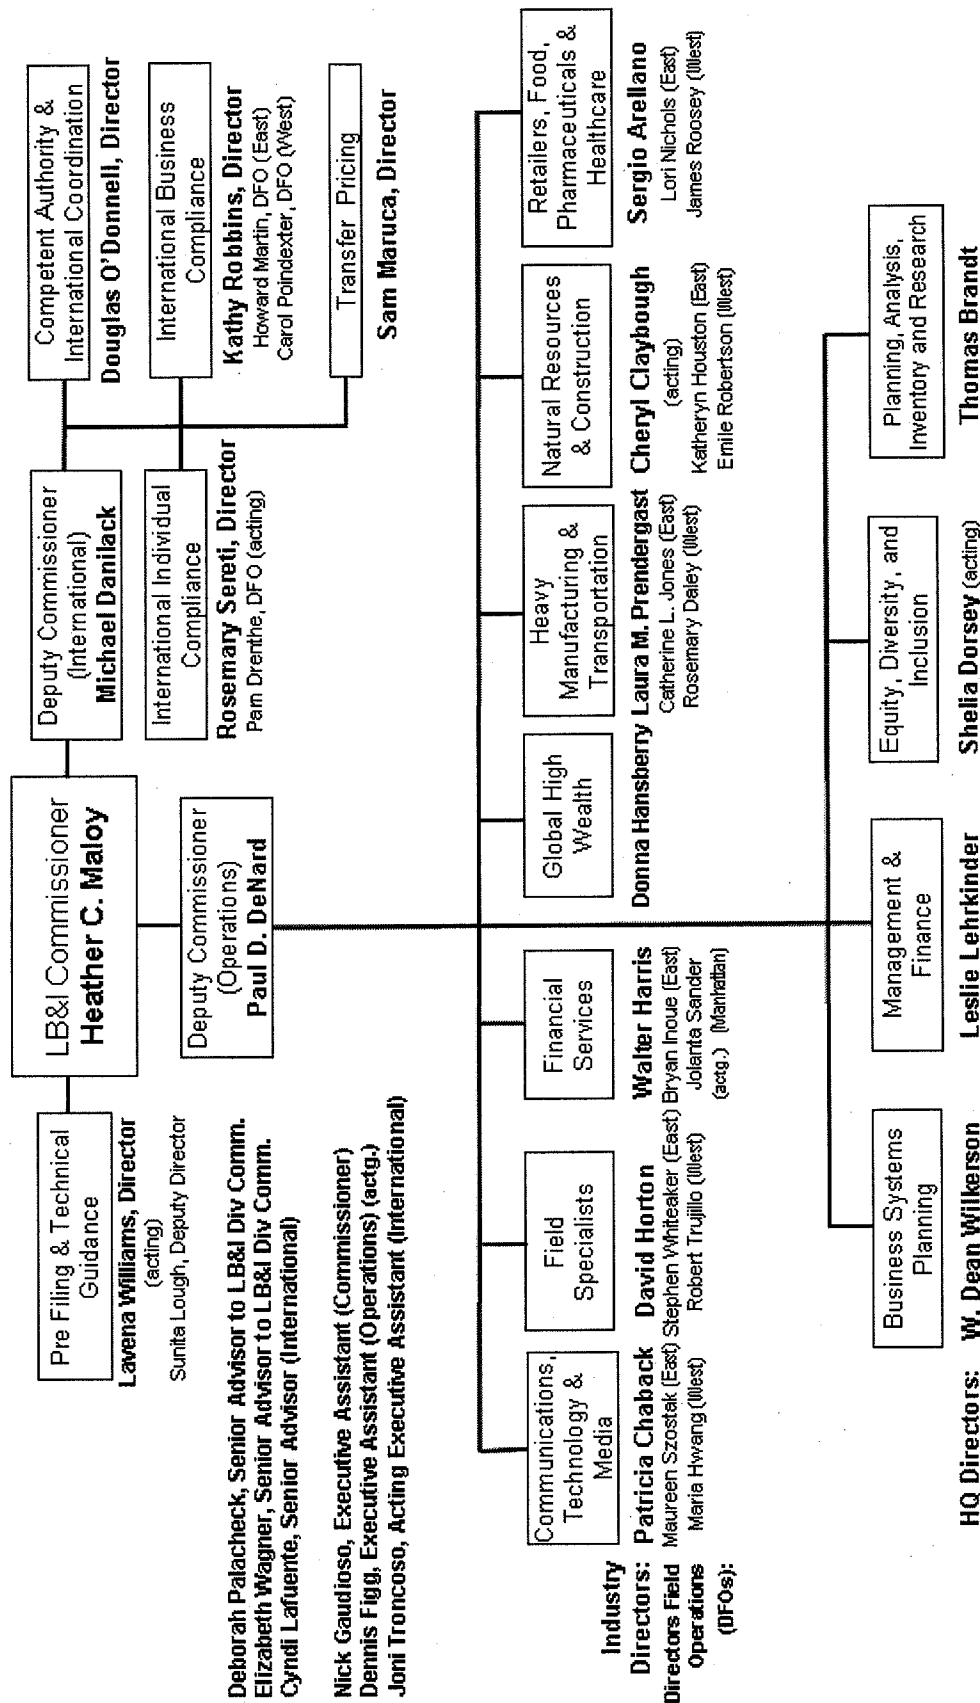 LB&I Commissioner
Heather C. Maloy
Pre Filing & Technical
Guidance
Lavena Williams, Director
(acting)
Sunita Lough, Deputy Director
Deputy Commissioner
(International)
Michael Danilack
Competent Authority &
International Coordination
Douglas O'Donnell, Director
International Individual
Compliance
Rosemary Sereti, Director
Pam Drenthe, DFO (acting)
International Business
Compliance
Kathy Robbins, Director
Howard Martin, DFO (East)
Carol Poindexter, DFO (West)
Transfer Pricing
Sam Maruca, Director
Deputy Commissioner
(Operations)
Paul D. DeNard
Deborah Palacheck, Senior Advisor to LB&I Div Comm.
Elizabeth Wagner, Senior Advisor to LB&I Div Comm.
Cyndi Lafuente, Senior Advisor (International)
Nick Gaudioso, Executive Assistant (Commissioner)
Dennis Figg, Executive Assistant (Operations) (actg.)
Joni Troncoso, Acting Executive Assistant (International)
Industry
Directors:
Directors Field
Operations
(DFOs):
Communications,
Technology &
Media
Patricia Chaback
Maureen Szostak (East)
Maria Hwang (West)
Field
Specialists
David Horton
Stephen Whiteaker (East)
Robert Trujillo (West)
Financial
Services
Walter Harris
Bryan Inoue (East)
Jolanta Sander
(actg.) (Manhattan)
Global High
Wealth
Donna Hansberry
Heavy
Manufacturing &
Transportation
Laura M. Prendergast
Catherine L. Jones (East)
Rosemary Daley (West)
Natural Resources
& Construction
Cheryl Claybough
(acting)
Katheryn Houston (East)
Emile Robertson (West)
Retailers, Food,
Pharmaceuticals &
Healthcare
Sergio Arellano
Lori Nichols (East)
James Roosey (West)
HQ Directors:
Business Systems
Planning
W. Dean Wilkerson
Management &
Finance
Leslie Lehrkinder
Equity, Diversity, and
Inclusion
Shelia Dorsey (acting)
Planning, Analysis,
Inventory and Research
Thomas Brandt